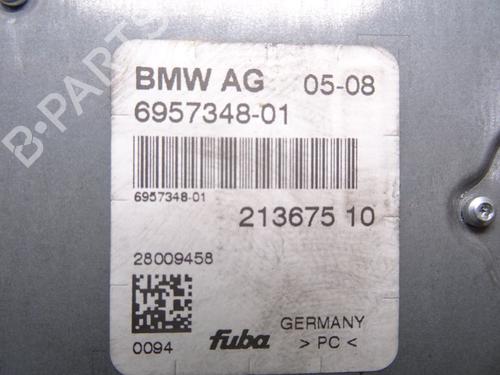 BMW AG 05-08
6957348-01
6957348-01
213675 10
28009458
0094 fuba GERMANY
> PC <
B-Parts